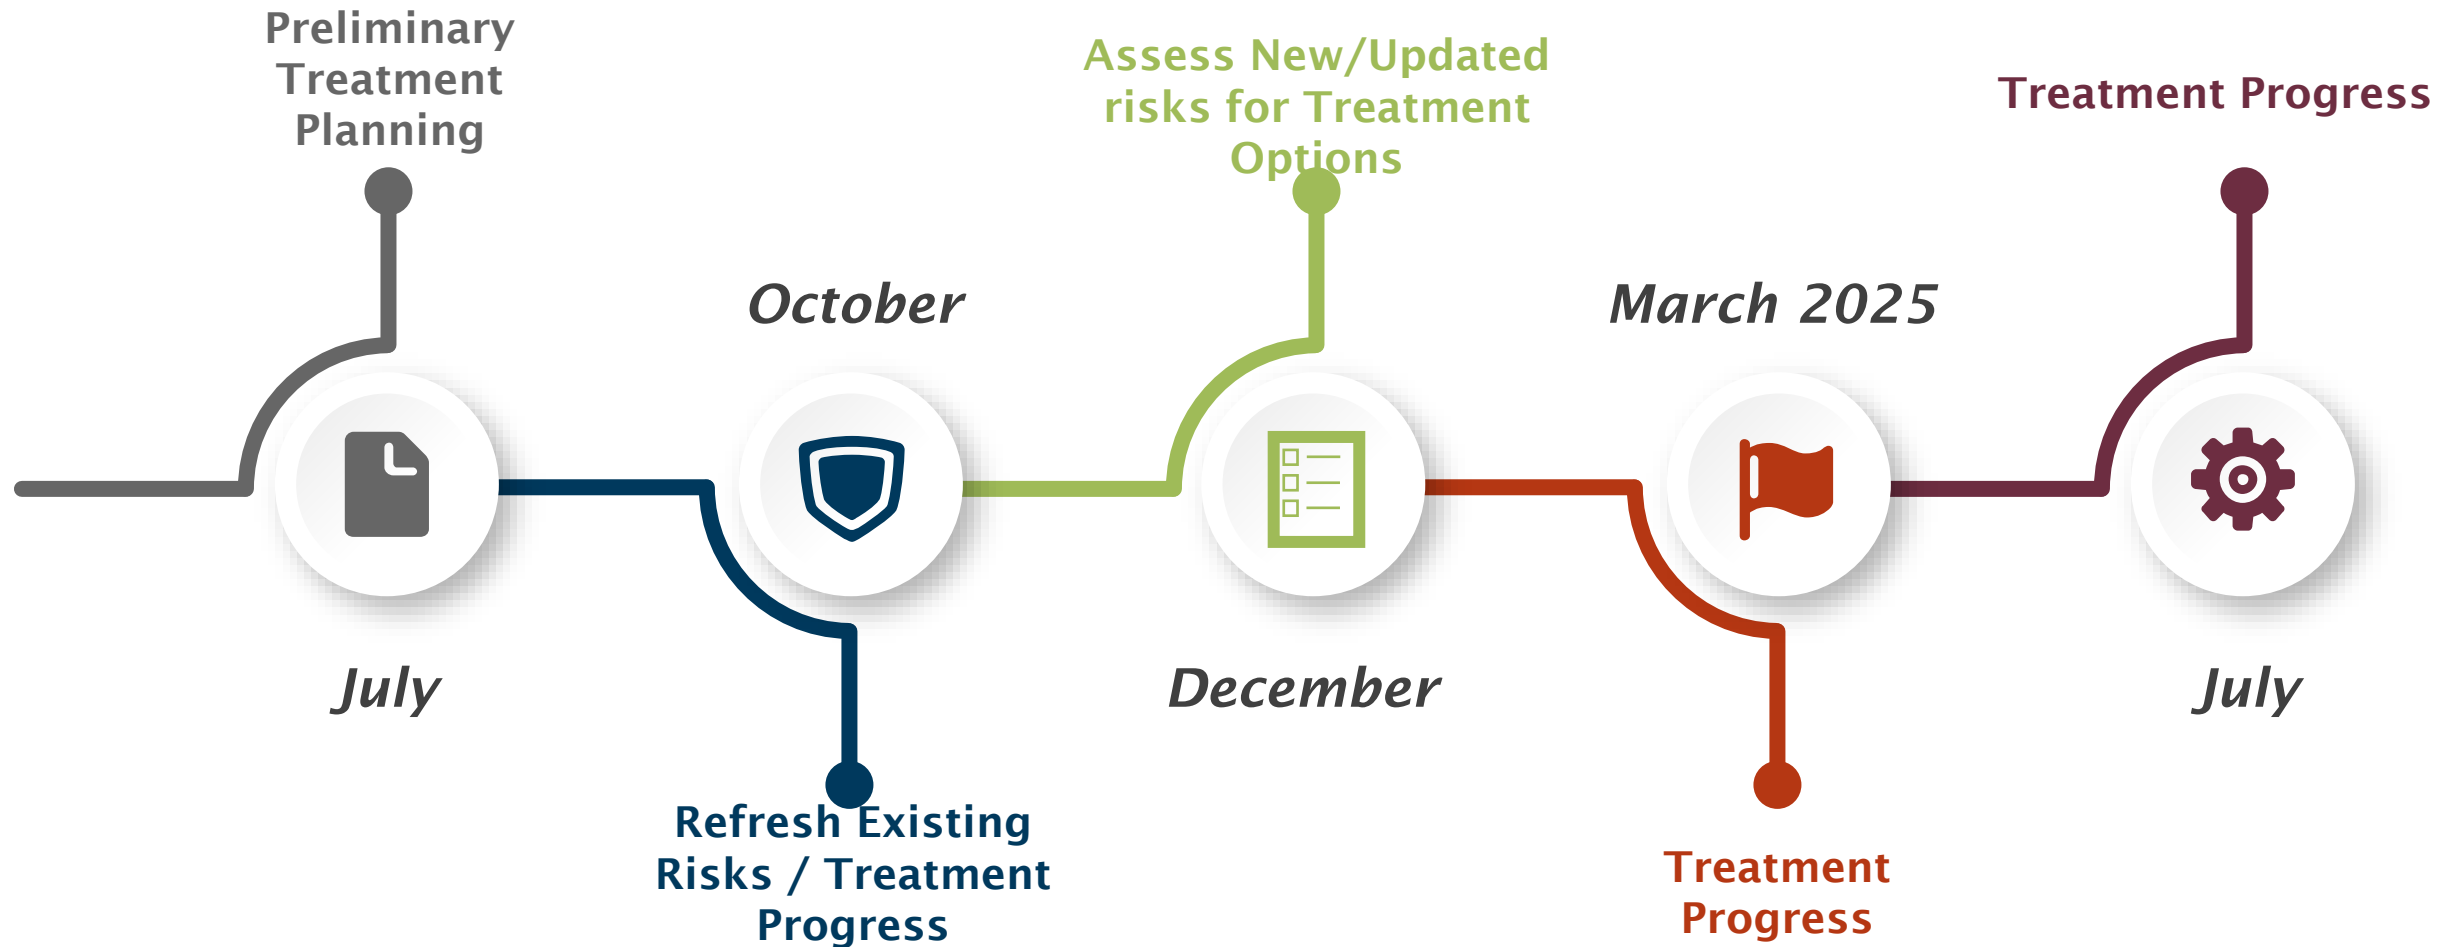 Preliminary
Treatment
Planning
July
October
Refresh Existing
Risks / Treatment
Progress
Assess New/Updated
risks for Treatment
Options
December
March 2025
Treatment
Progress
Treatment Progress
July